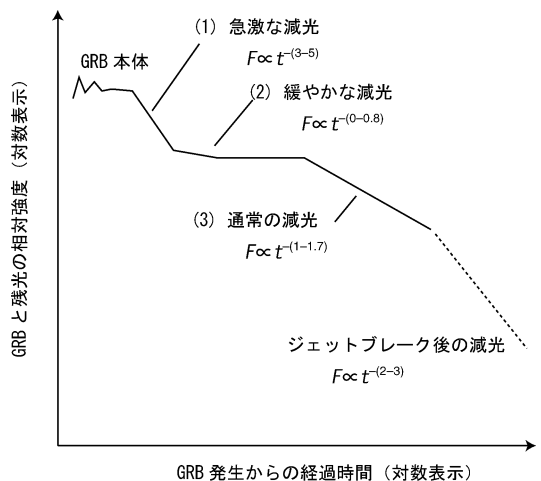 (1) 急激な減光
F∝t^-(3–5)
GRB 本体
(2) 緩やかな減光
F∝t^-(0–0.8)
(3) 通常の減光
F∝t^-(1–1.7)
ジェットブレーク後の減光
F∝t^-(2–3)
GRB と残光の相対強度（対数表示）
GRB 発生からの経過時間（対数表示）